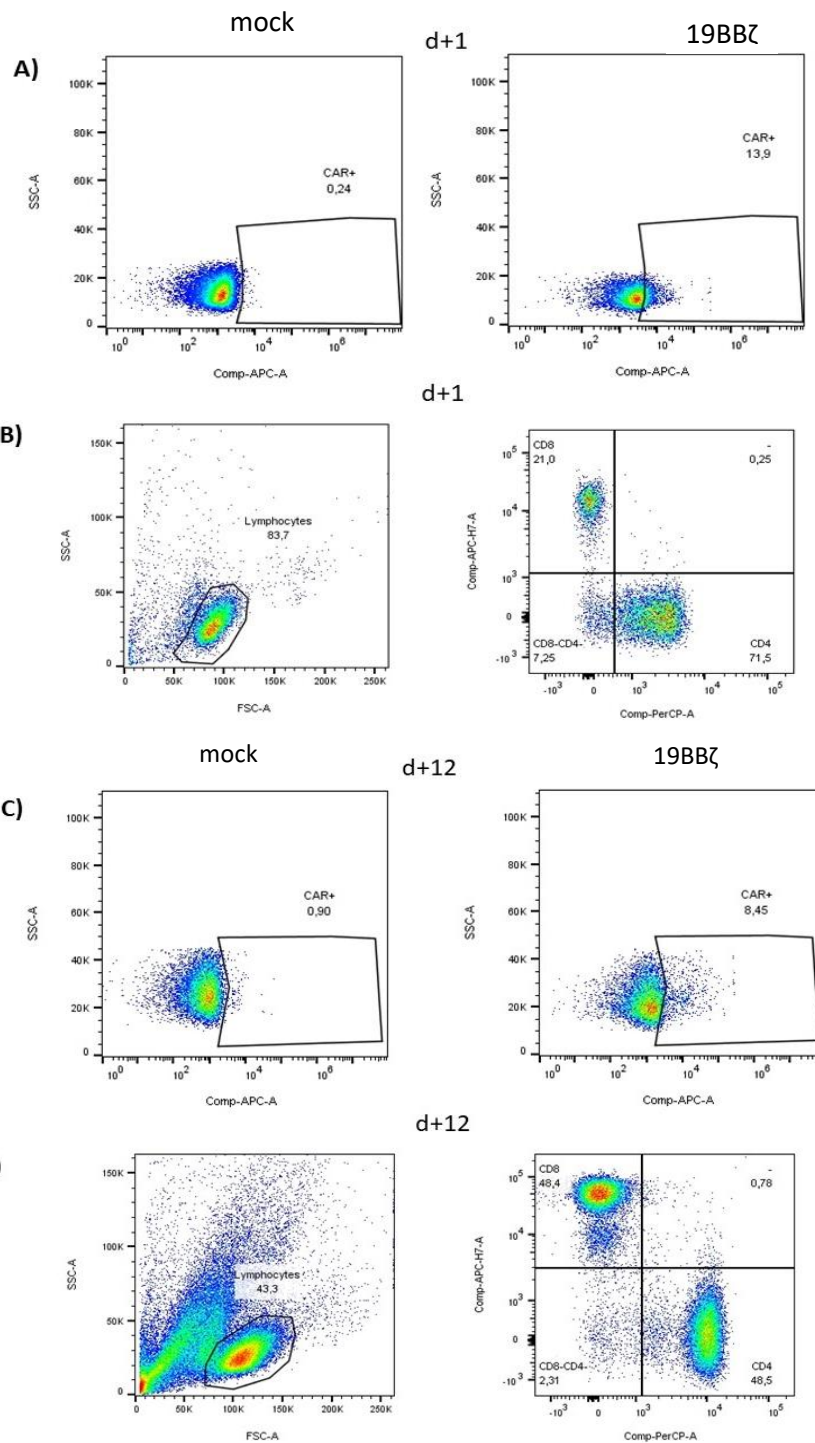 mock
d+1
19BBζ
A)
100K
80K
60K
40K
20K
0
SSC-A
CAR+
0,24
10^0
10^2
10^4
10^6
Comp-APC-A
100K
80K
60K
40K
20K
0
SSC-A
CAR+
13,9
10^0
10^2
10^4
10^6
Comp-APC-A
d+1
B)
150K
100K
50K
0
SSC-A
Lymphocytes
83,7
0
50K
100K
150K
200K
250K
FSC-A
10^5
10^4
10^3
0
-10^3
Comp-APC-H7-A
CD8
21,0
-
0,25
CD8-CD4-
7,25
CD4
71,5
-10^3
0
10^3
10^4
10^5
Comp-PerCP-A
mock
d+12
19BBζ
C)
100K
80K
60K
40K
20K
0
SSC-A
CAR+
0,90
10^0
10^2
10^4
10^6
Comp-APC-A
100K
80K
60K
40K
20K
0
SSC-A
CAR+
8,45
10^0
10^2
10^4
10^6
Comp-APC-A
d+12
)
150K
100K
50K
0
SSC-A
Lymphocytes
43,3
0
50K
100K
150K
200K
250K
FSC-A
10^5
10^4
10^3
0
-10^3
Comp-APC-H7-A
CD8
48,4
0,78
CD8-CD4-
2,31
CD4
48,5
-10^3
0
10^3
10^4
10^5
Comp-PerCP-A